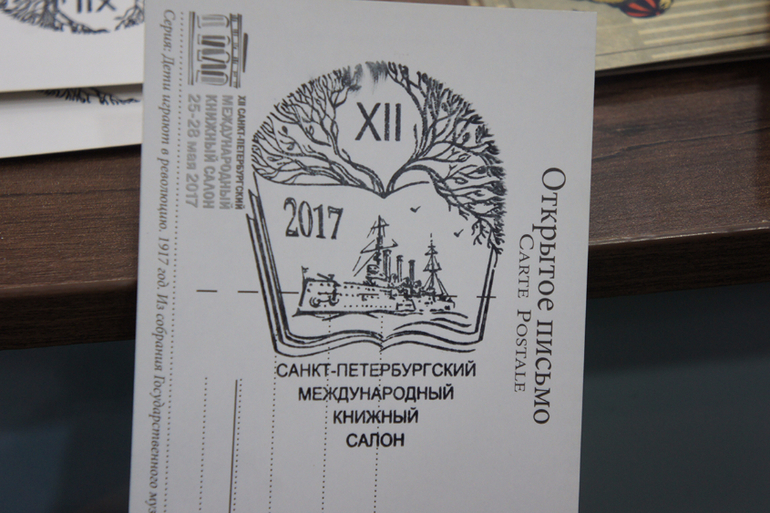 XII
2017
САНКТ-ПЕТЕРБУРГСКИЙ
МЕЖДУНАРОДНЫЙ
КНИЖНЫЙ
САЛОН
Открытое письмо
Carte Postale
XII САНКТ-ПЕТЕРБУРГСКИЙ
МЕЖДУНАРОДНЫЙ
КНИЖНЫЙ САЛОН
25-28 мая 2017
Серия: Дети играют в революцию. 1917 год. Из собрания Государственного
XII